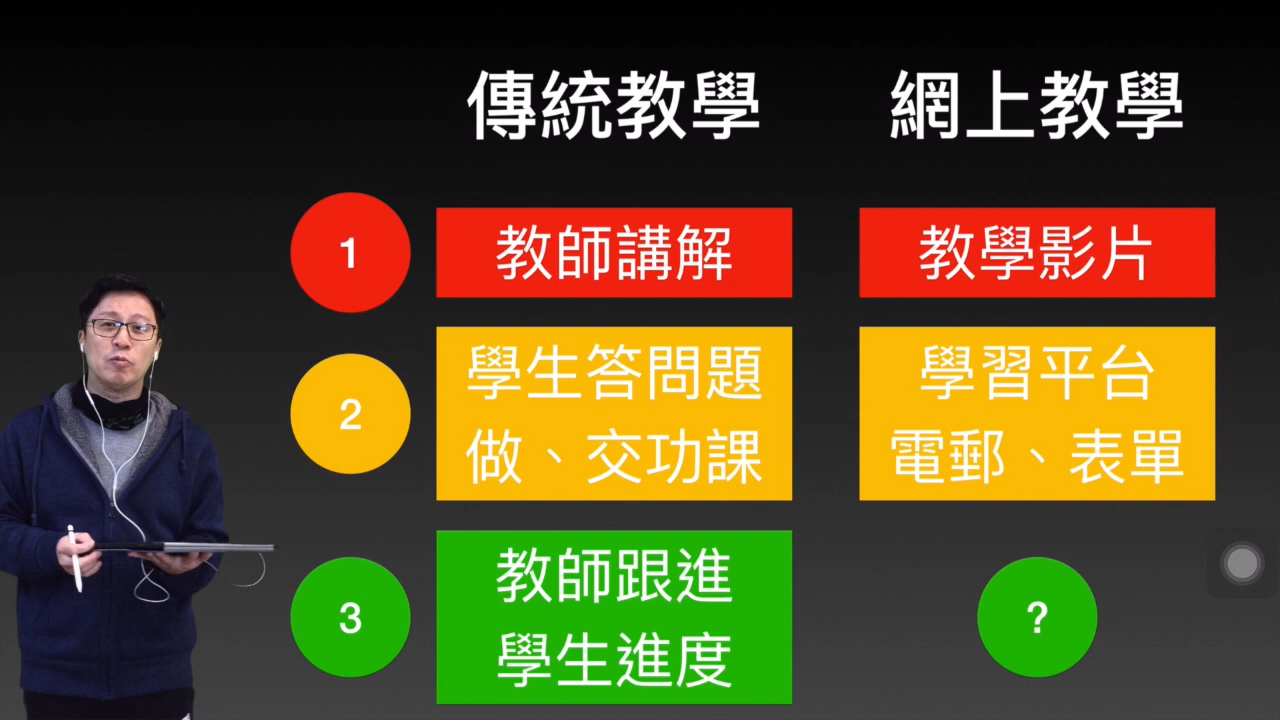 傳統教學
網上教學
1
教師講解
教學影片
2
學生答問題
做、交功課
學習平台
電郵、表單
3
教師跟進
學生進度
?